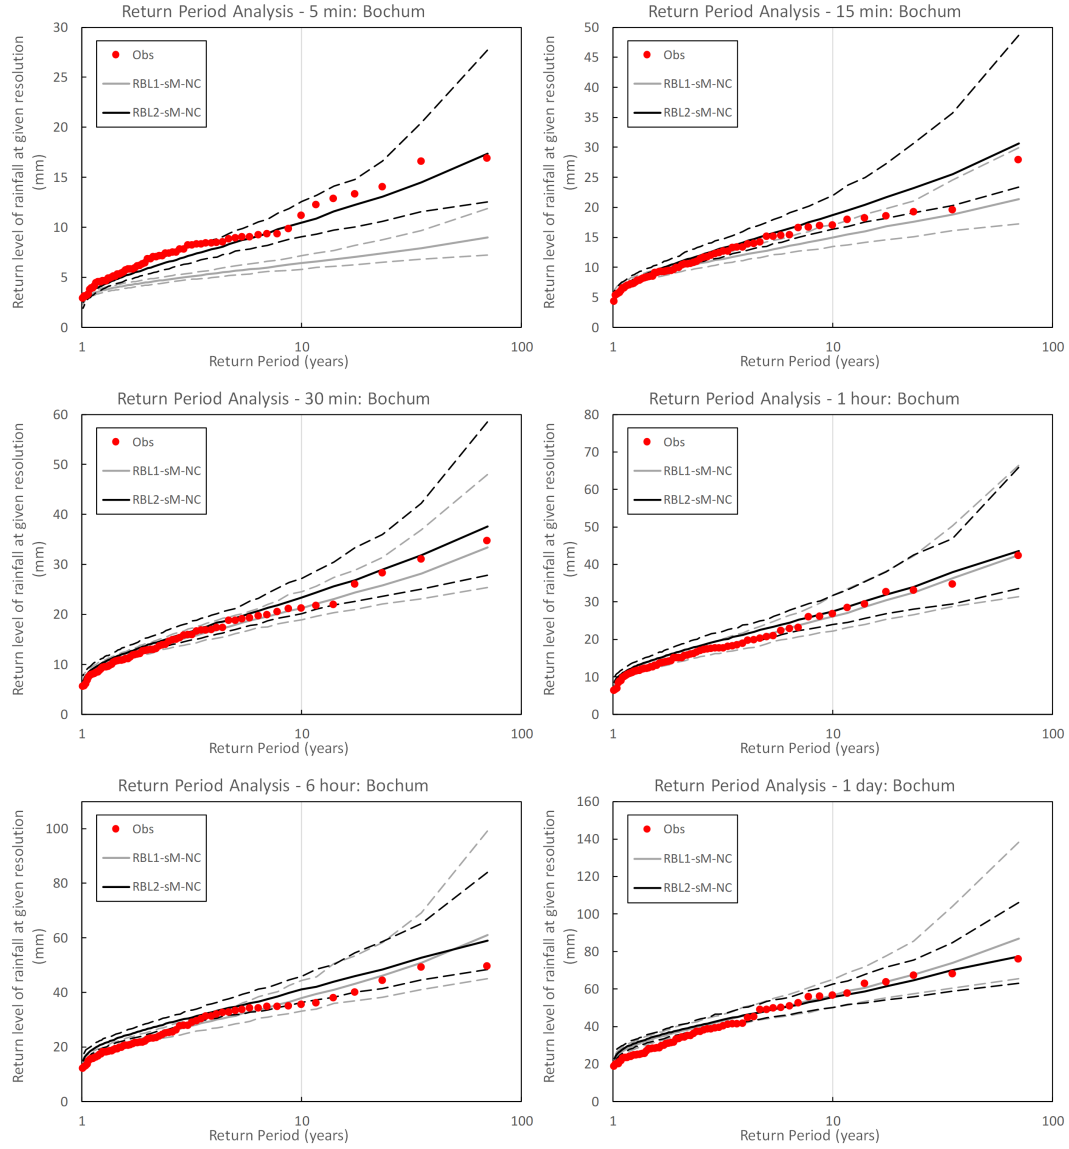 Return Period Analysis - 5 min: Bochum
Return level of rainfall at given resolution
(mm)
30
25
20
15
10
5
0
Obs
RBL1-sM-NC
RBL2-sM-NC
1
10
100
Return Period (years)
Return Period Analysis - 15 min: Bochum
Return level of rainfall at given resolution
(mm)
50
45
40
35
30
25
20
15
10
5
0
Obs
RBL1-sM-NC
RBL2-sM-NC
1
10
100
Return Period (years)
Return Period Analysis - 30 min: Bochum
Return level of rainfall at given resolution
(mm)
60
50
40
30
20
10
0
Obs
RBL1-sM-NC
RBL2-sM-NC
1
10
100
Return Period (years)
Return Period Analysis - 1 hour: Bochum
Return level of rainfall at given resolution
(mm)
80
70
60
50
40
30
20
10
0
Obs
RBL1-sM-NC
RBL2-sM-NC
1
10
100
Return Period (years)
Return Period Analysis - 6 hour: Bochum
Return level of rainfall at given resolution
(mm)
100
80
60
40
20
0
Obs
RBL1-sM-NC
RBL2-sM-NC
1
10
100
Return Period (years)
Return Period Analysis - 1 day: Bochum
Return level of rainfall at given resolution
(mm)
160
140
120
100
80
60
40
20
0
Obs
RBL1-sM-NC
RBL2-sM-NC
1
10
100
Return Period (years)